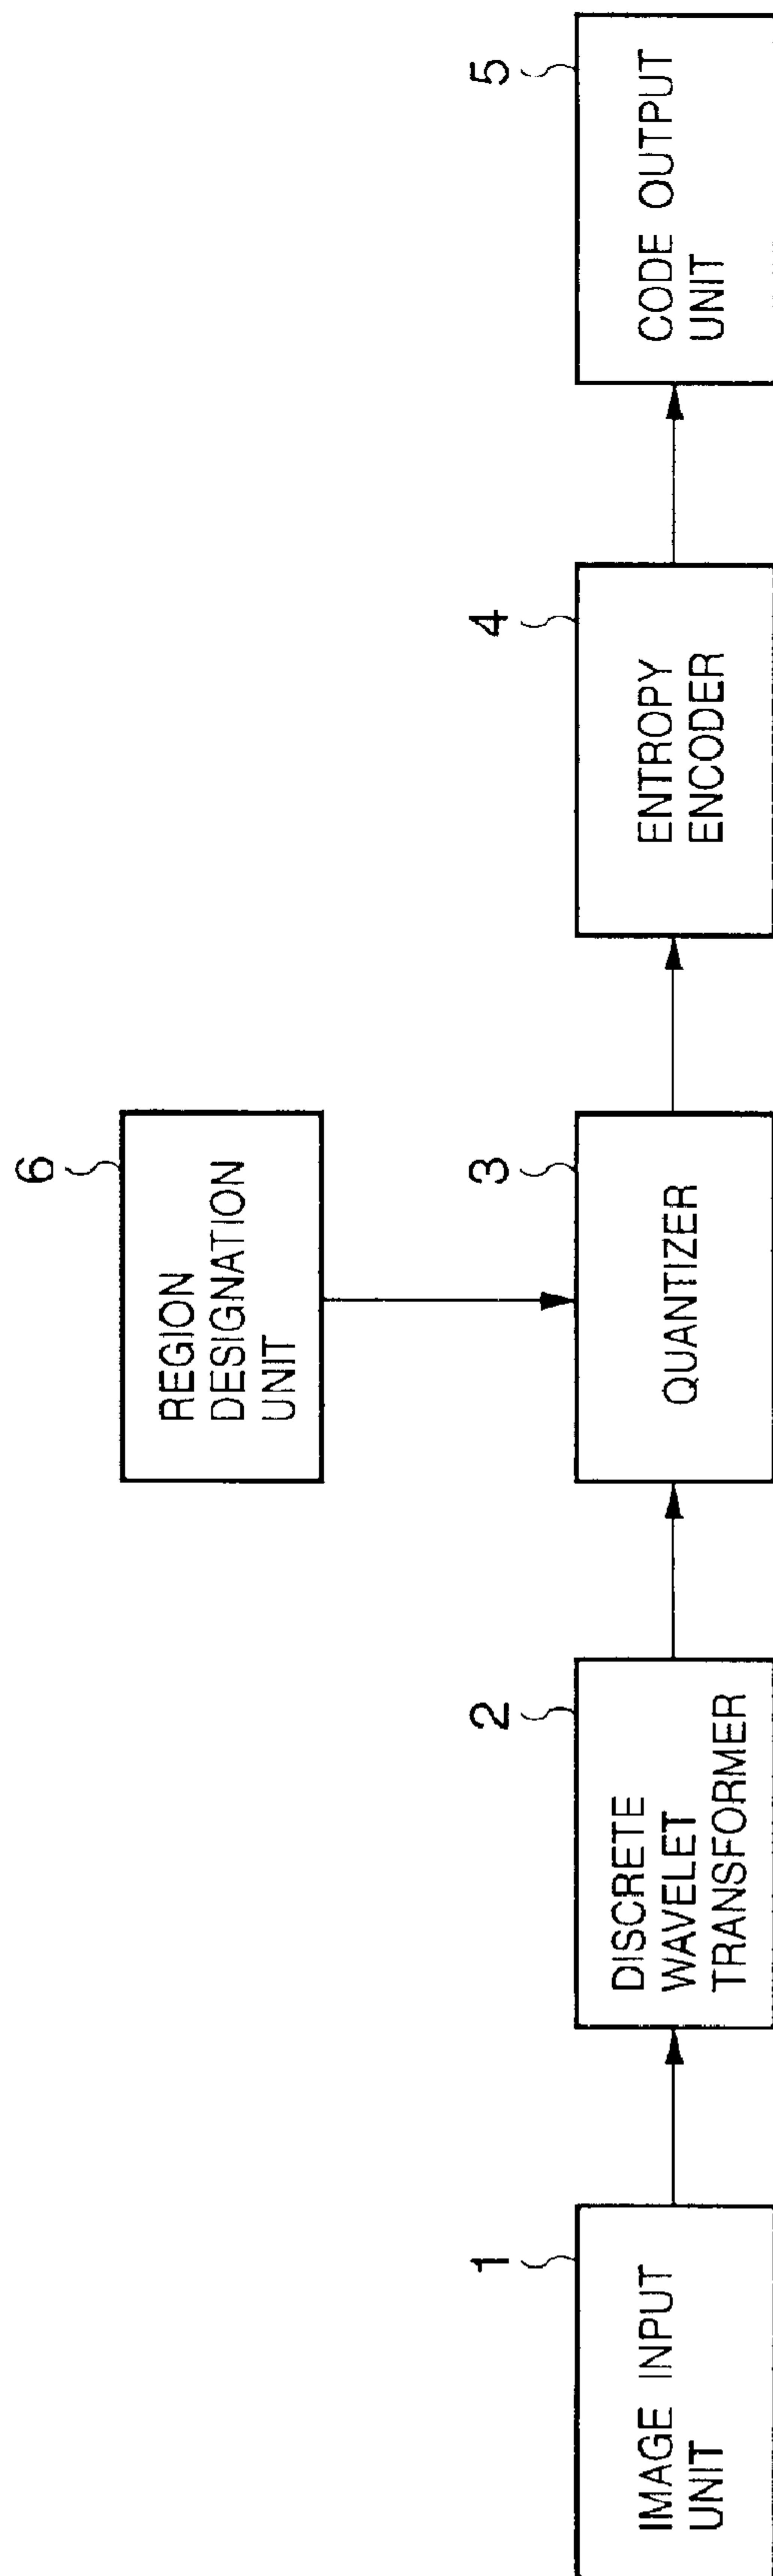 6
REGION
DESIGNATION
UNIT
1
IMAGE INPUT
UNIT
2
DISCRETE
WAVELET
TRANSFORMER
3
QUANTIZER
4
ENTROPY
ENCODER
5
CODE OUTPUT
UNIT